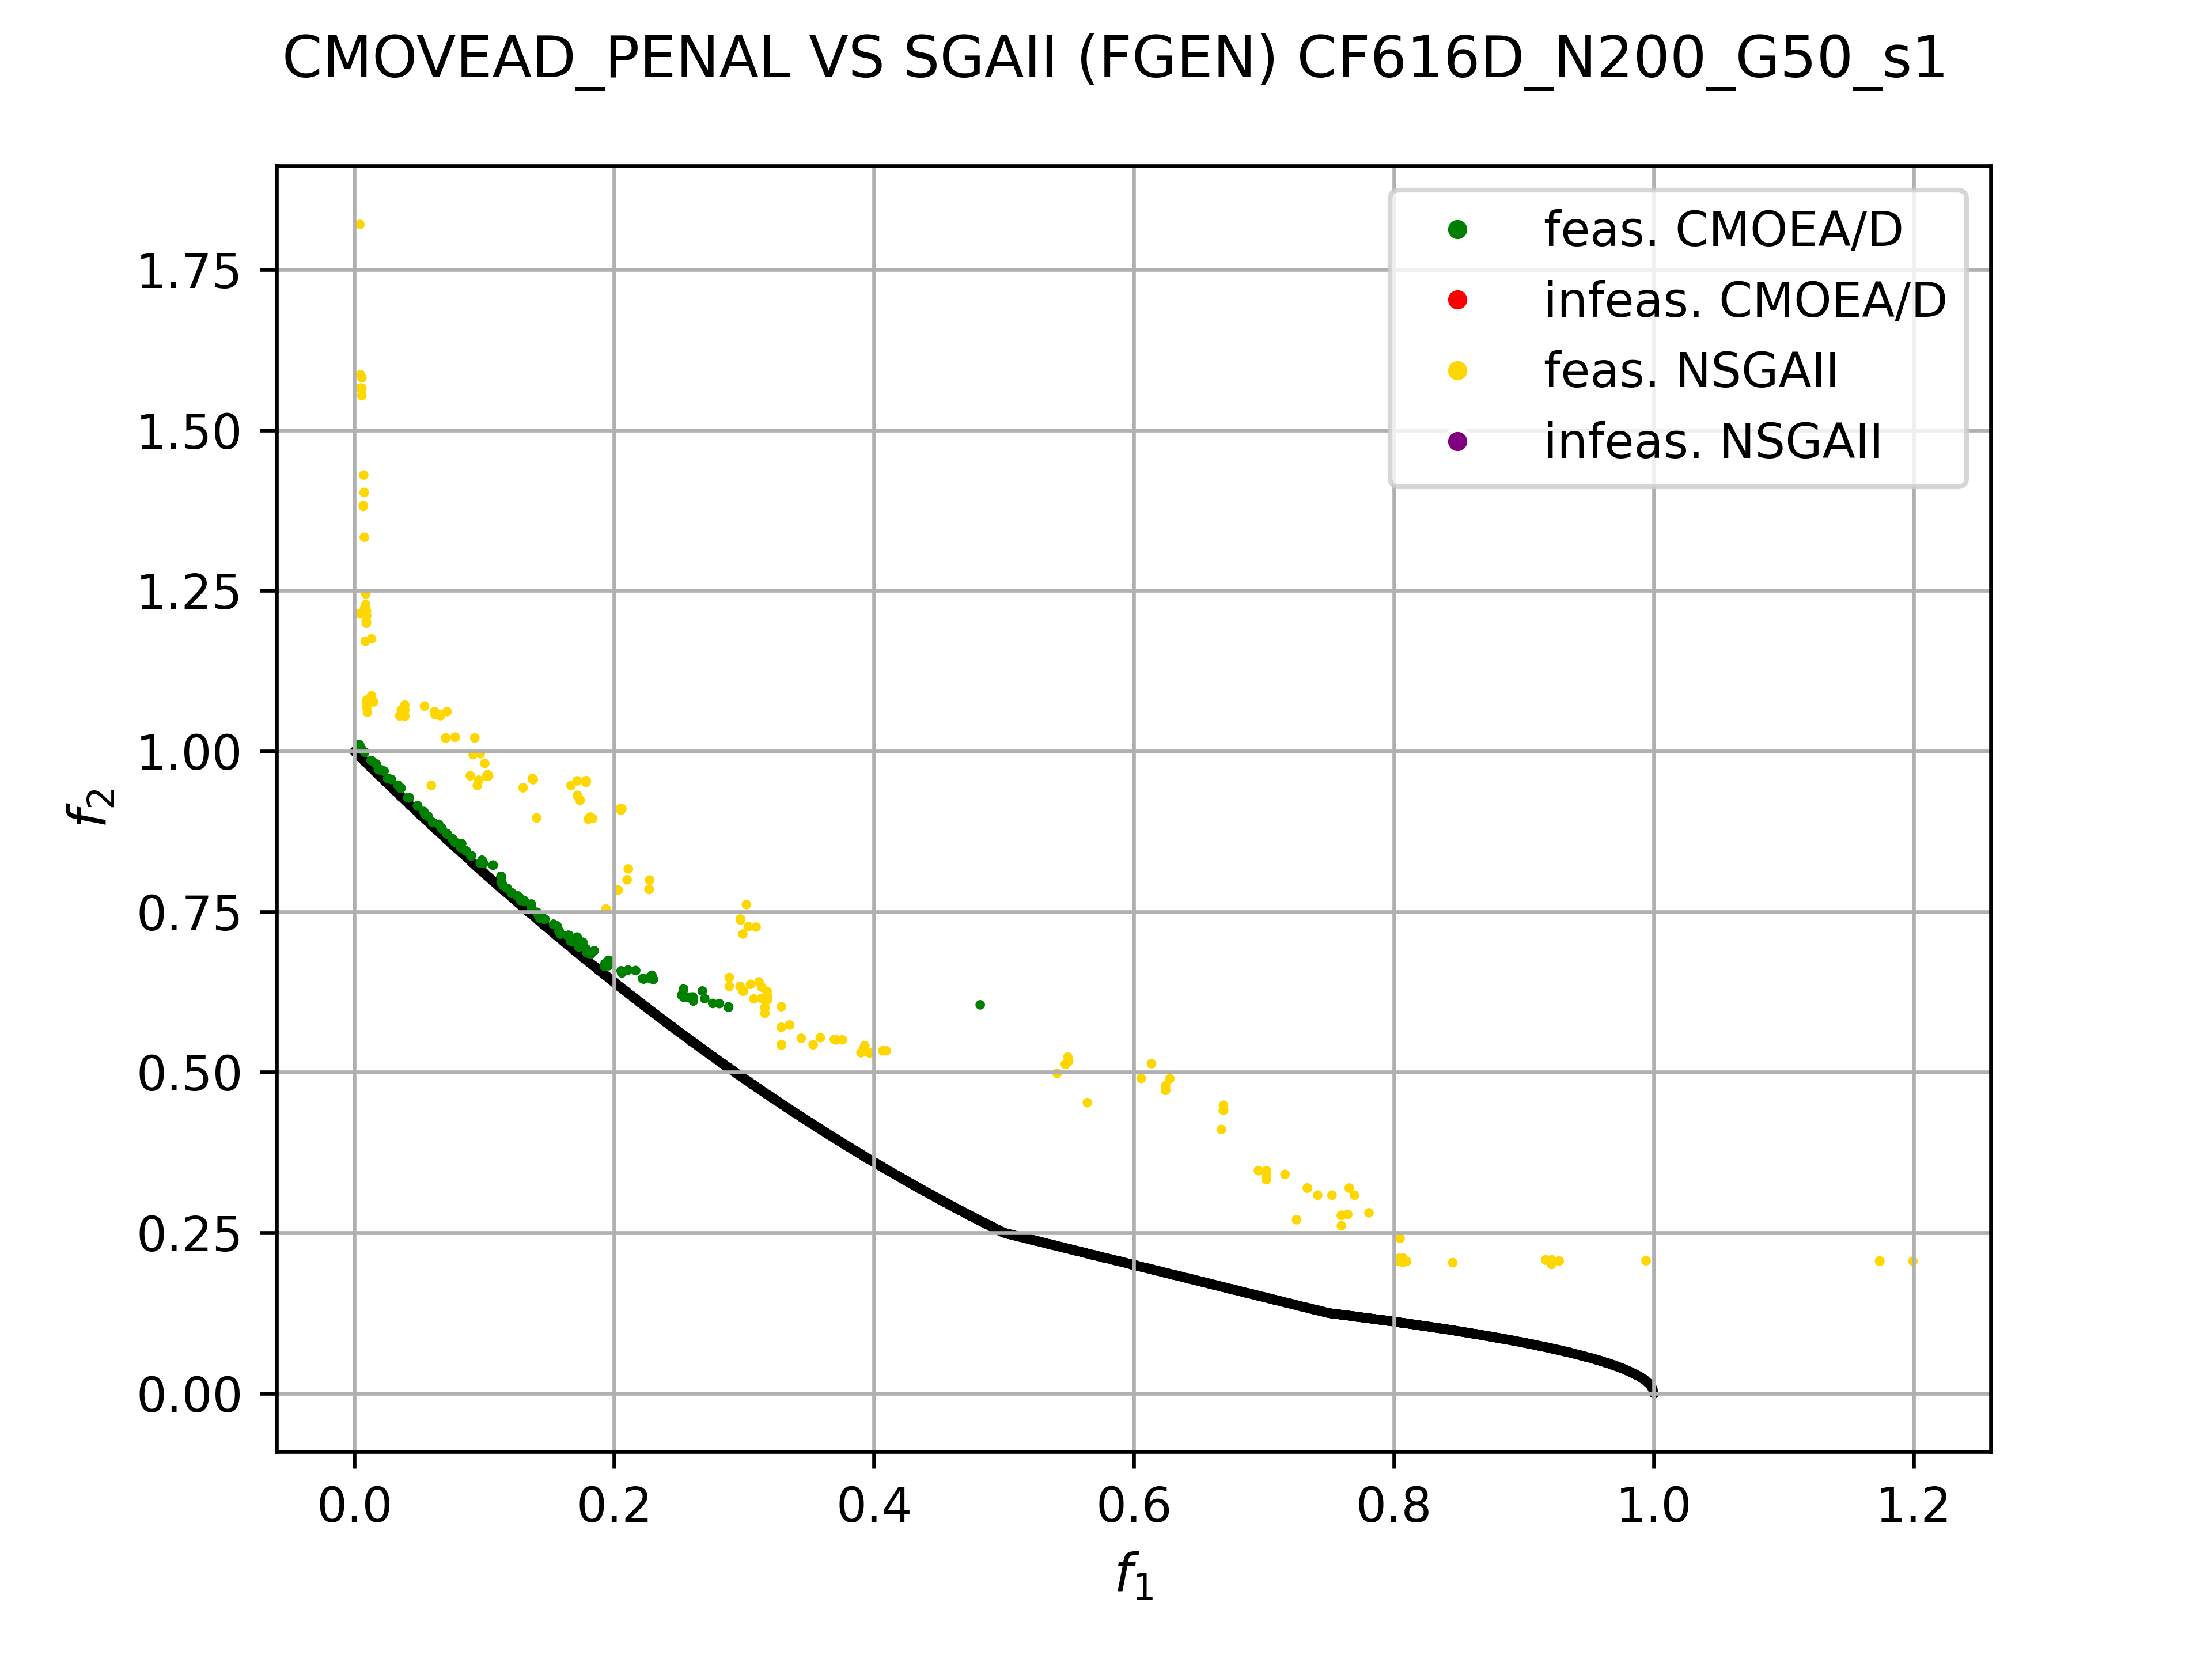 CMOVEAD_PENAL VS SGAII (FGEN) CF616D_N200_G50_s1
feas. CMOEA/D
infeas. CMOEA/D
feas. NSGAII
infeas. NSGAII
1.75
1.50
1.25
1.00
0.75
0.50
0.25
0.00
f2
0.0 0.2 0.4 0.6 0.8 1.0 1.2
f1